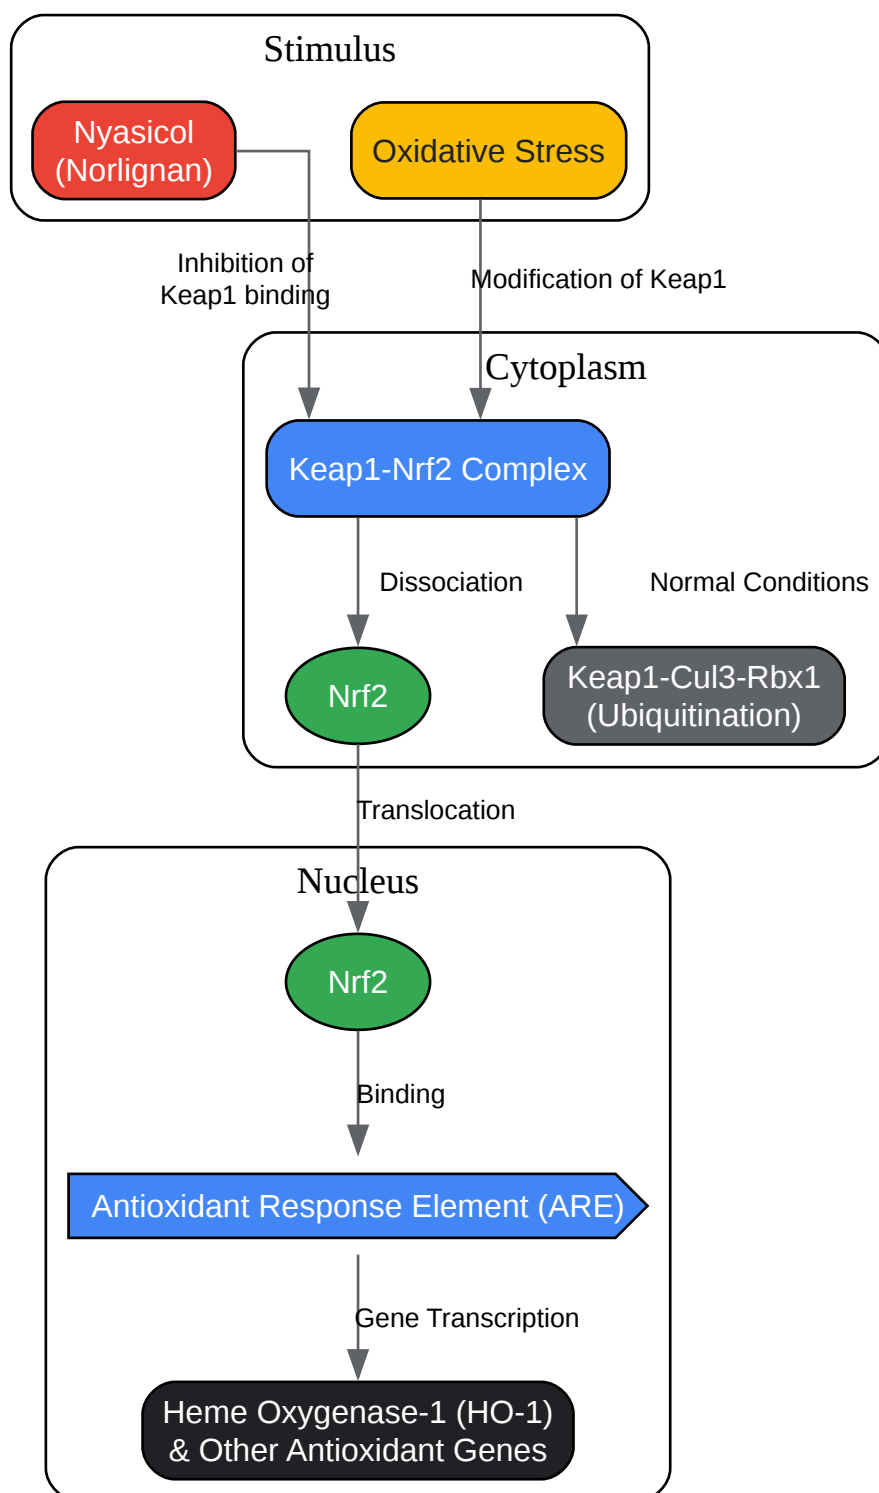 Stimulus
Nyasicol
(Norlignan)
Oxidative Stress
Inhibition of
Keap1 binding
Modification of Keap1
Cytoplasm
Keap1-Nrf2 Complex
Dissociation
Normal Conditions
Nrf2
Keap1-Cul3-Rbx1
(Ubiquitination)
Translocation
Nucleus
Nrf2
Binding
Antioxidant Response Element (ARE)
Gene Transcription
Heme Oxygenase-1 (HO-1)
& Other Antioxidant Genes